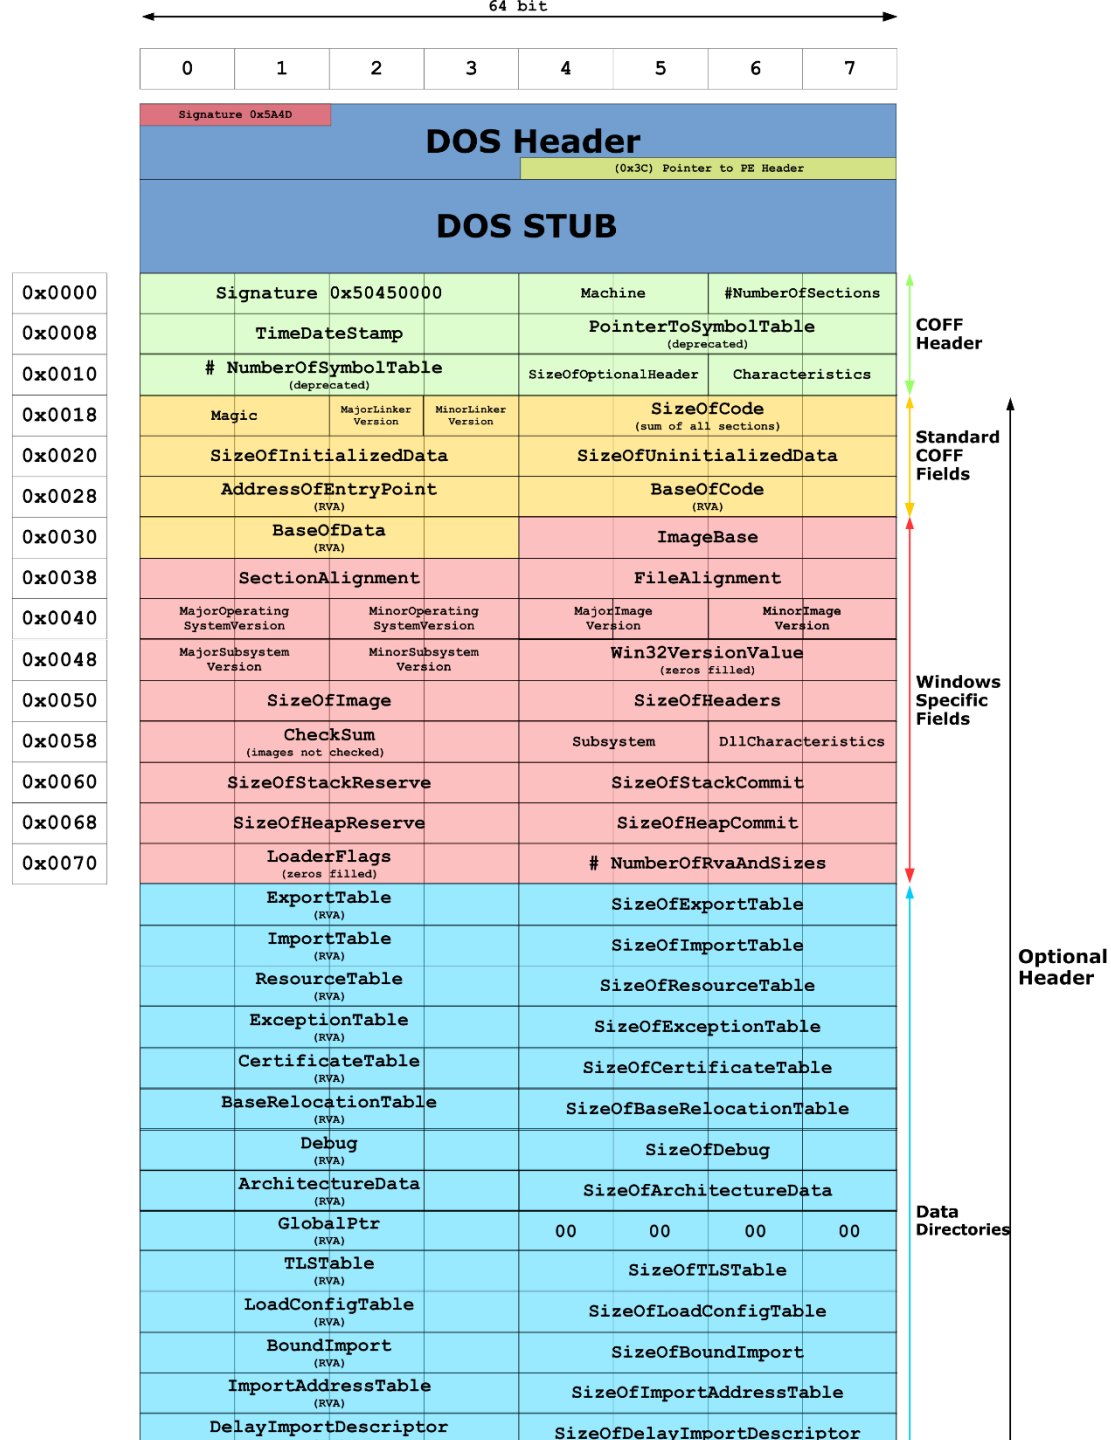 64 bit
0 1 2 3 4 5 6 7
Signature 0x5A4D
DOS Header
(0x3C) Pointer to PE Header
DOS STUB
0x0000 Signature 0x50450000 Machine #NumberOfSections
0x0008 TimeDateStamp PointerToSymbolTable
(deprecated)
COFF
Header
0x0010 # NumberOfSymbolTable
(deprecated)
SizeOfOptionalHeader Characteristics
0x0018 Magic MajorLinker
Version
MinorLinker
Version
SizeOfCode
(sum of all sections)
Standard
COFF
Fields
0x0020 SizeOfInitializedData SizeOfUninitializedData
0x0028 AddressOfEntryPoint
(RVA)
BaseOfCode
(RVA)
0x0030 BaseOfData
(RVA)
ImageBase
0x0038 SectionAlignment FileAlignment
0x0040 MajorOperating
SystemVersion
MinorOperating
SystemVersion
MajorImage
Version
MinorImage
Version
0x0048 MajorSubsystem
Version
MinorSubsystem
Version
Win32VersionValue
(zeros filled)
Windows
Specific
Fields
0x0050 SizeOfImage SizeOfHeaders
0x0058 CheckSum
(images not checked)
Subsystem DllCharacteristics
0x0060 SizeOfStackReserve SizeOfStackCommit
0x0068 SizeOfHeapReserve SizeOfHeapCommit
0x0070 LoaderFlags
(zeros filled)
# NumberOfRvaAndSizes
ExportTable
(RVA)
SizeOfExportTable
ImportTable
(RVA)
SizeOfImportTable
Optional
Header
ResourceTable
(RVA)
SizeOfResourceTable
ExceptionTable
(RVA)
SizeOfExceptionTable
CertificateTable
(RVA)
SizeOfCertificateTable
BaseRelocationTable
(RVA)
SizeOfBaseRelocationTable
Debug
(RVA)
SizeOfDebug
ArchitectureData
(RVA)
SizeOfArchitectureData
Data
Directories
GlobalPtr
(RVA)
00 00 00 00
TLSTable
(RVA)
SizeOfTLSTable
LoadConfigTable
(RVA)
SizeOfLoadConfigTable
BoundImport
(RVA)
SizeOfBoundImport
ImportAddressTable
(RVA)
SizeOfImportAddressTable
DelayImportDescriptor
SizeOfDelayImportDescriptor